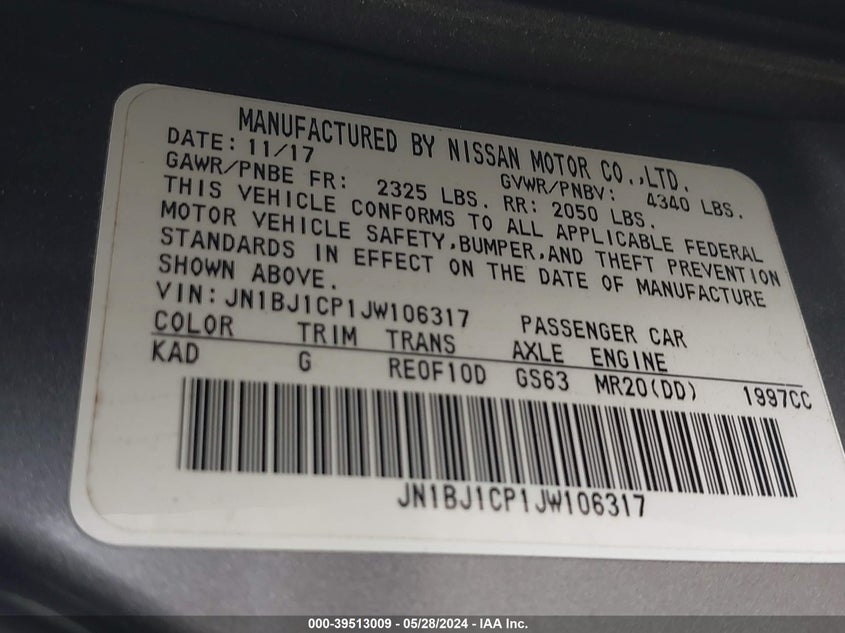 MANUFACTURED BY NISSAN MOTOR CO.,LTD.
DATE: 11/17 GVWR/PNBV: 4340 LBS.
GAWR/PNBE FR: 2325 LBS. RR: 2050 LBS.
THIS VEHICLE CONFORMS TO ALL APPLICABLE FEDERAL
MOTOR VEHICLE SAFETY,BUMPER,AND THEFT PREVENTION
STANDARDS IN EFFECT ON THE DATE OF MANUFACTURE
SHOWN ABOVE.
VIN: JN1BJ1CP1JW106317 PASSENGER CAR
COLOR TRIM TRANS AXLE ENGINE
KAD G RE0F10D GS63 MR20(DD) 1997CC
JN1BJ1CP1JW106317
000-39513009 - 05/28/2024 - IAA Inc.